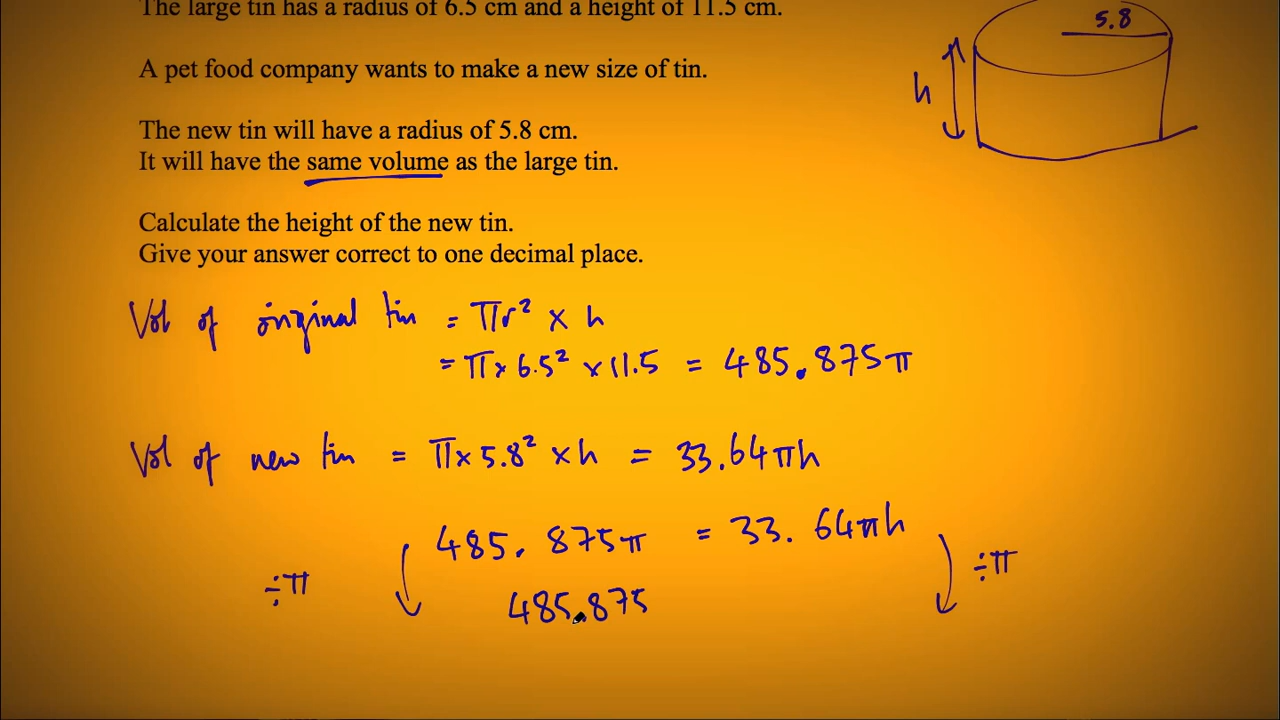 The large tin has a radius of 6.5 cm and a height of 11.5 cm.
5.8
A pet food company wants to make a new size of tin.
h
The new tin will have a radius of 5.8 cm.
It will have the same volume as the large tin.
Calculate the height of the new tin.
Give your answer correct to one decimal place.
Vol of original tin = πr² × h
= π × 6.5² × 11.5 = 485.875π
Vol of new tin = π × 5.8² × h = 33.64πh
485.875π = 33.64πh
÷π ÷π
485.875